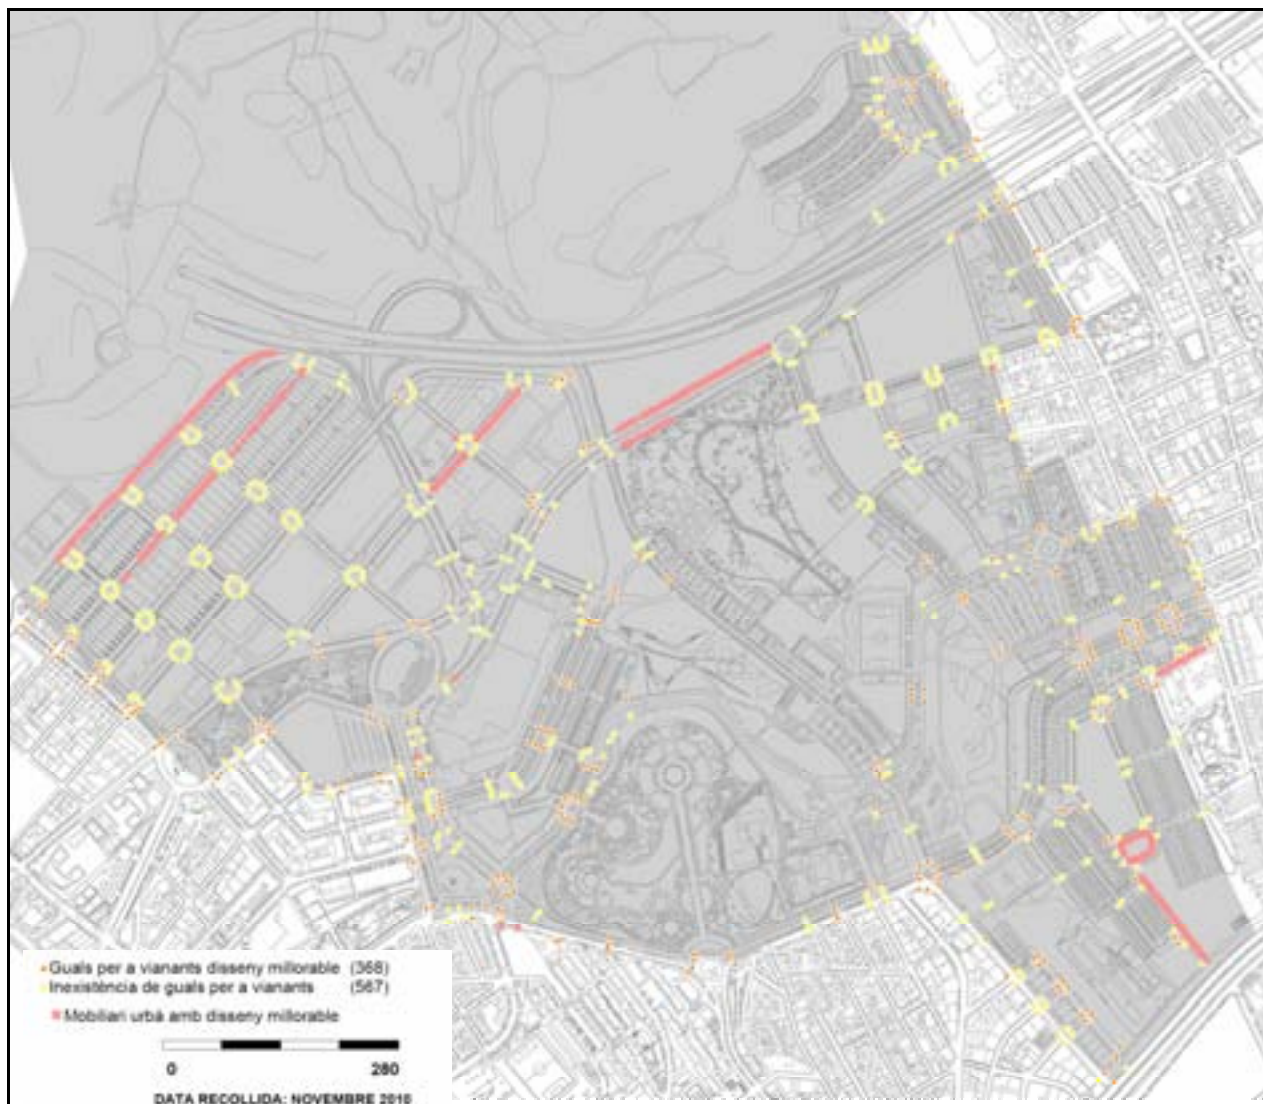 Guals per a vianants disseny millorable (368)
Inexistència de guals per a vianants (567)
Mobiliari urbà amb disseny millorable
0 280
DATA RECOLLIDA: NOVEMBRE 2010